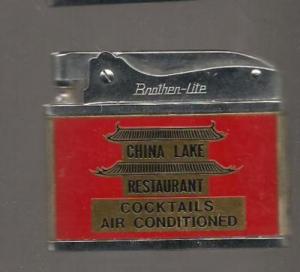 Brother-Lite
CHINA LAKE
RESTAURANT
COCKTAILS
AIR CONDITIONED